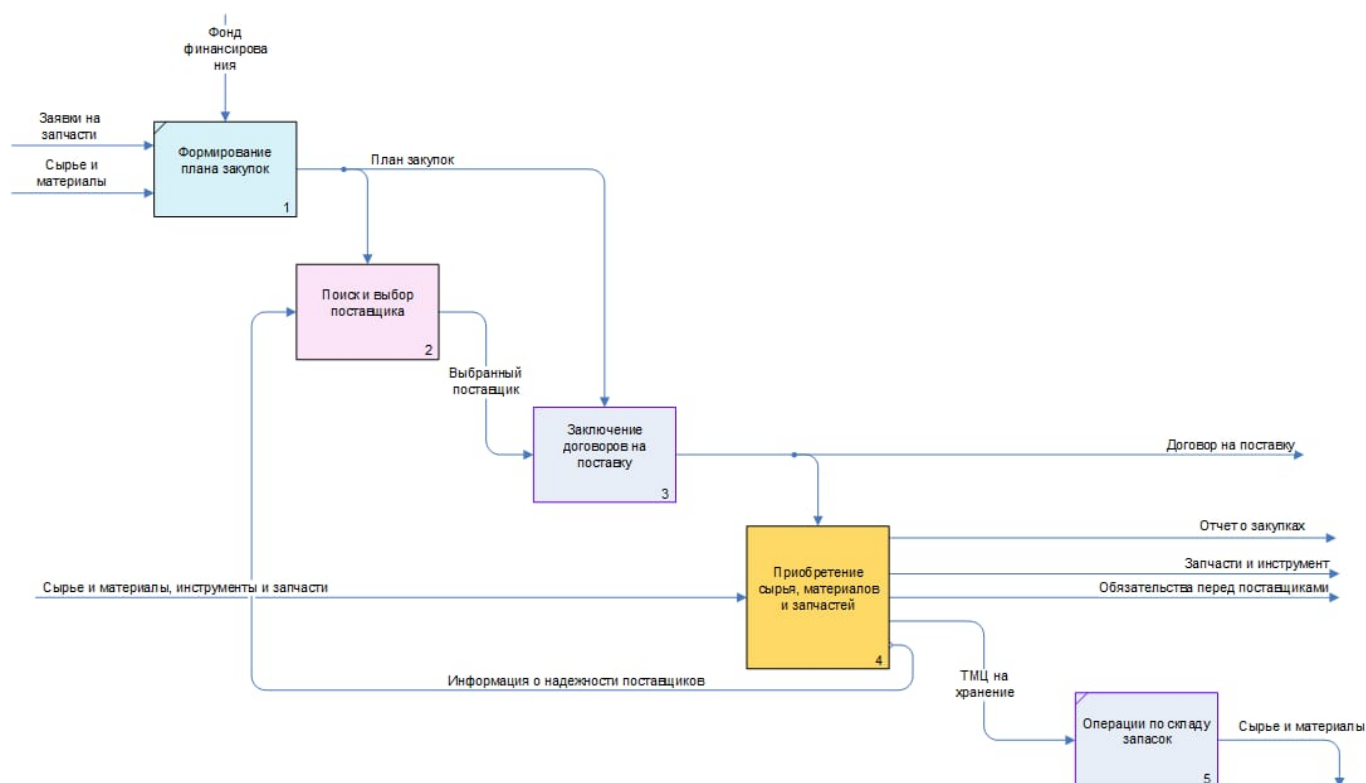 Фонд
финансирова
ния
Заявки на
запчасти
Сырье и
материалы
Формирование
плана закупок
1
План закупок
Поиск и выбор
поставщика
2
Выбранный
поставщик
Заключение
договоров на
поставку
3
Договор на поставку
Отчет о закупках
Запчасти и инструмент
Обязательства перед поставщиками
Сырье и материалы, инструменты и запчасти
Приобретение
сырья, материалов
и запчастей
4
Информация о надежности поставщиков
ТМЦ на
хранение
Операции по складу
запасок
5
Сырье и материалы